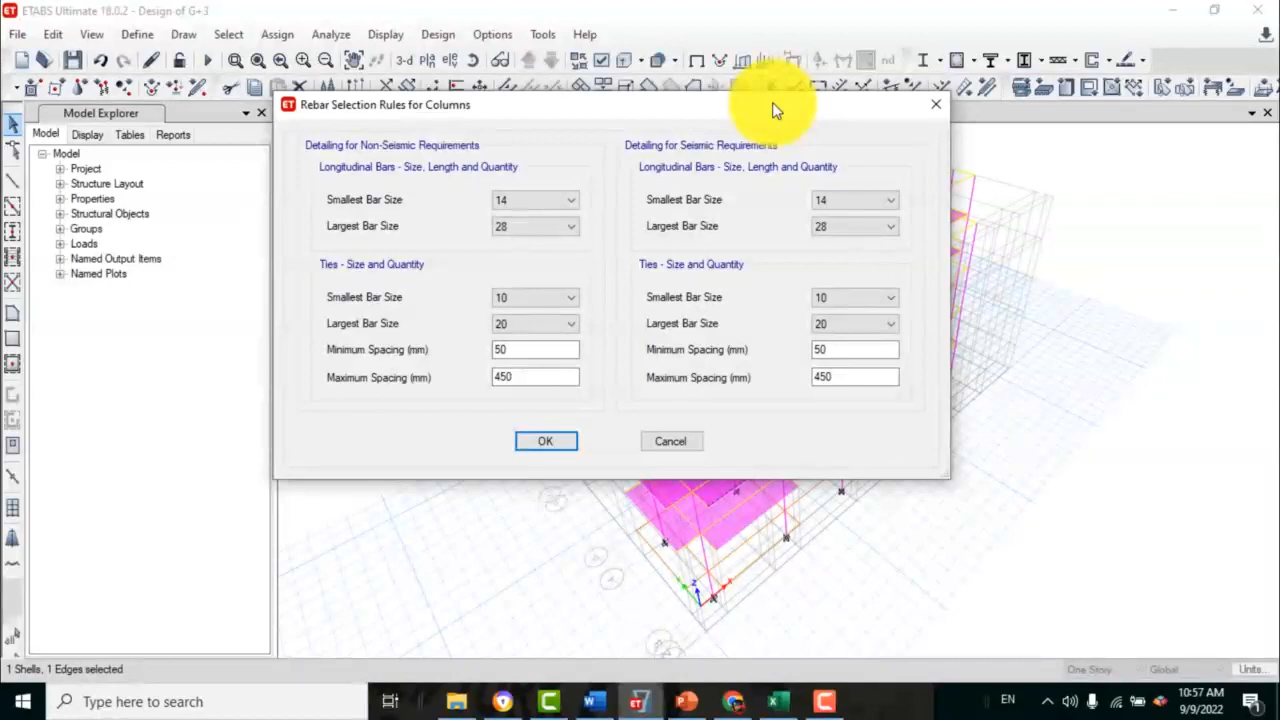 ETABS Ultimate 18.0.2 - Design of G+3
File Edit View Define Draw Select Assign Analyze Display Design Options Tools Help
3-d nd
Model Explorer
Model Display Tables Reports
Model
Project
Structure Layout
Properties
Structural Objects
Groups
Loads
Named Output Items
Named Plots
ET Rebar Selection Rules for Columns
Detailing for Non-Seismic Requirements
Longitudinal Bars - Size, Length and Quantity
Smallest Bar Size 14
Largest Bar Size 28
Ties - Size and Quantity
Smallest Bar Size 10
Largest Bar Size 20
Minimum Spacing (mm) 50
Maximum Spacing (mm) 450
Detailing for Seismic Requirements
Longitudinal Bars - Size, Length and Quantity
Smallest Bar Size 14
Largest Bar Size 28
Ties - Size and Quantity
Smallest Bar Size 10
Largest Bar Size 20
Minimum Spacing (mm) 50
Maximum Spacing (mm) 450
OK Cancel
Z X
1 Shells, 1 Edges selected
One Story Global Units...
Type here to search
EN
10:57 AM
9/9/2022